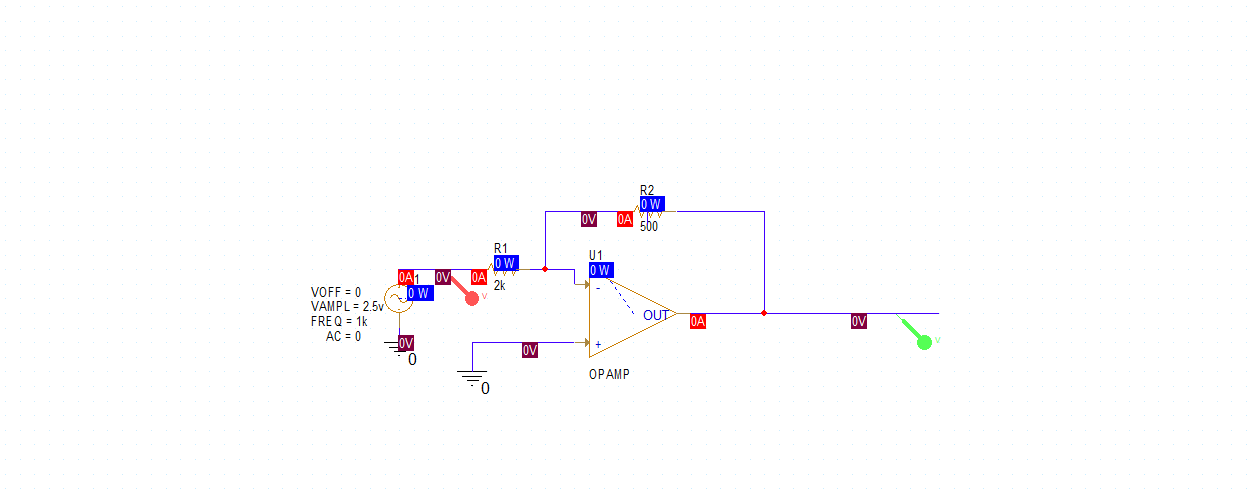 R2
0 W
0V
0A
500
R1
0 W
U1
0 W
0A
1
0V
0A
2k
-
V
0 W
VOFF = 0
VAMPL = 2.5v
FREQ = 1k
AC = 0
OUT
0A
0V
V
0V
0
0V
+
OPAMP
0